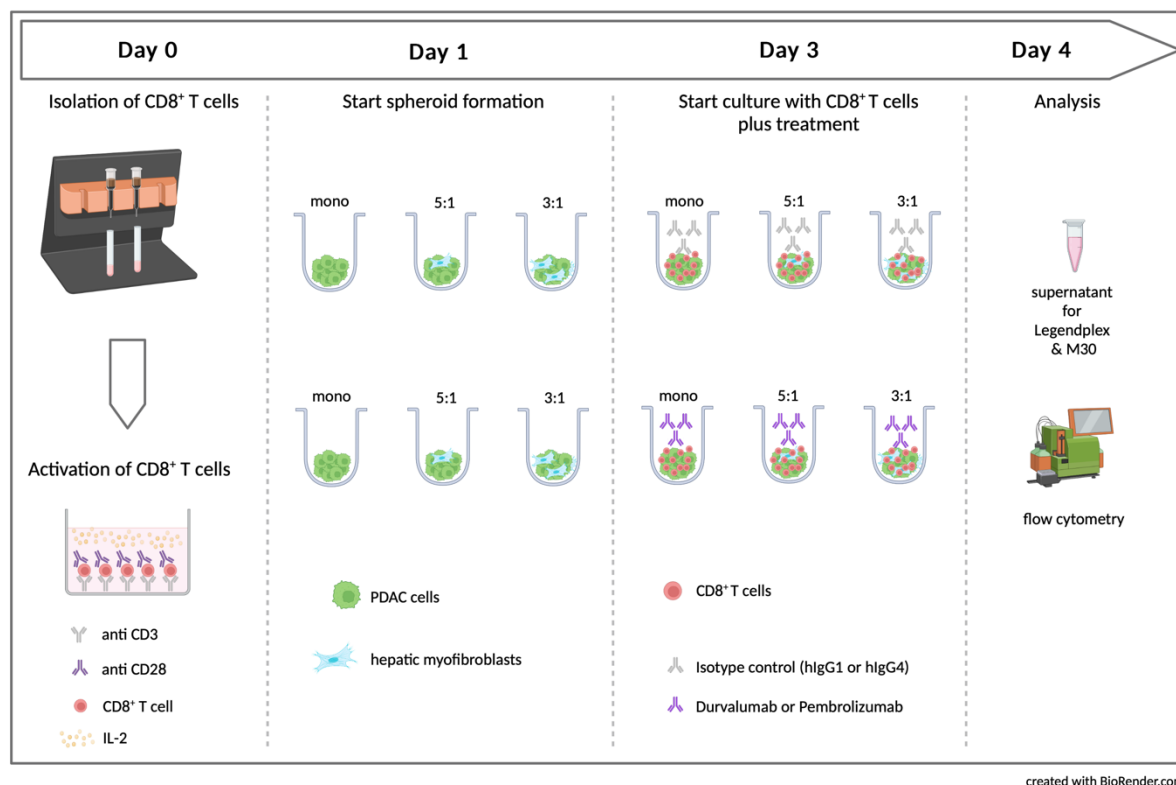 Day 0
Day 1
Day 3
Day 4
Isolation of CD8⁺ T cells
Activation of CD8⁺ T cells
anti CD3
anti CD28
CD8⁺ T cell
IL-2
Start spheroid formation
mono
5:1
3:1
mono
5:1
3:1
PDAC cells
hepatic myofibroblasts
Start culture with CD8⁺ T cells
plus treatment
mono
5:1
3:1
mono
5:1
3:1
CD8⁺ T cells
Isotype control (hIgG1 or hIgG4)
Durvalumab or Pembrolizumab
Analysis
supernatant
for
Legendplex
& M30
flow cytometry
created with BioRender.com